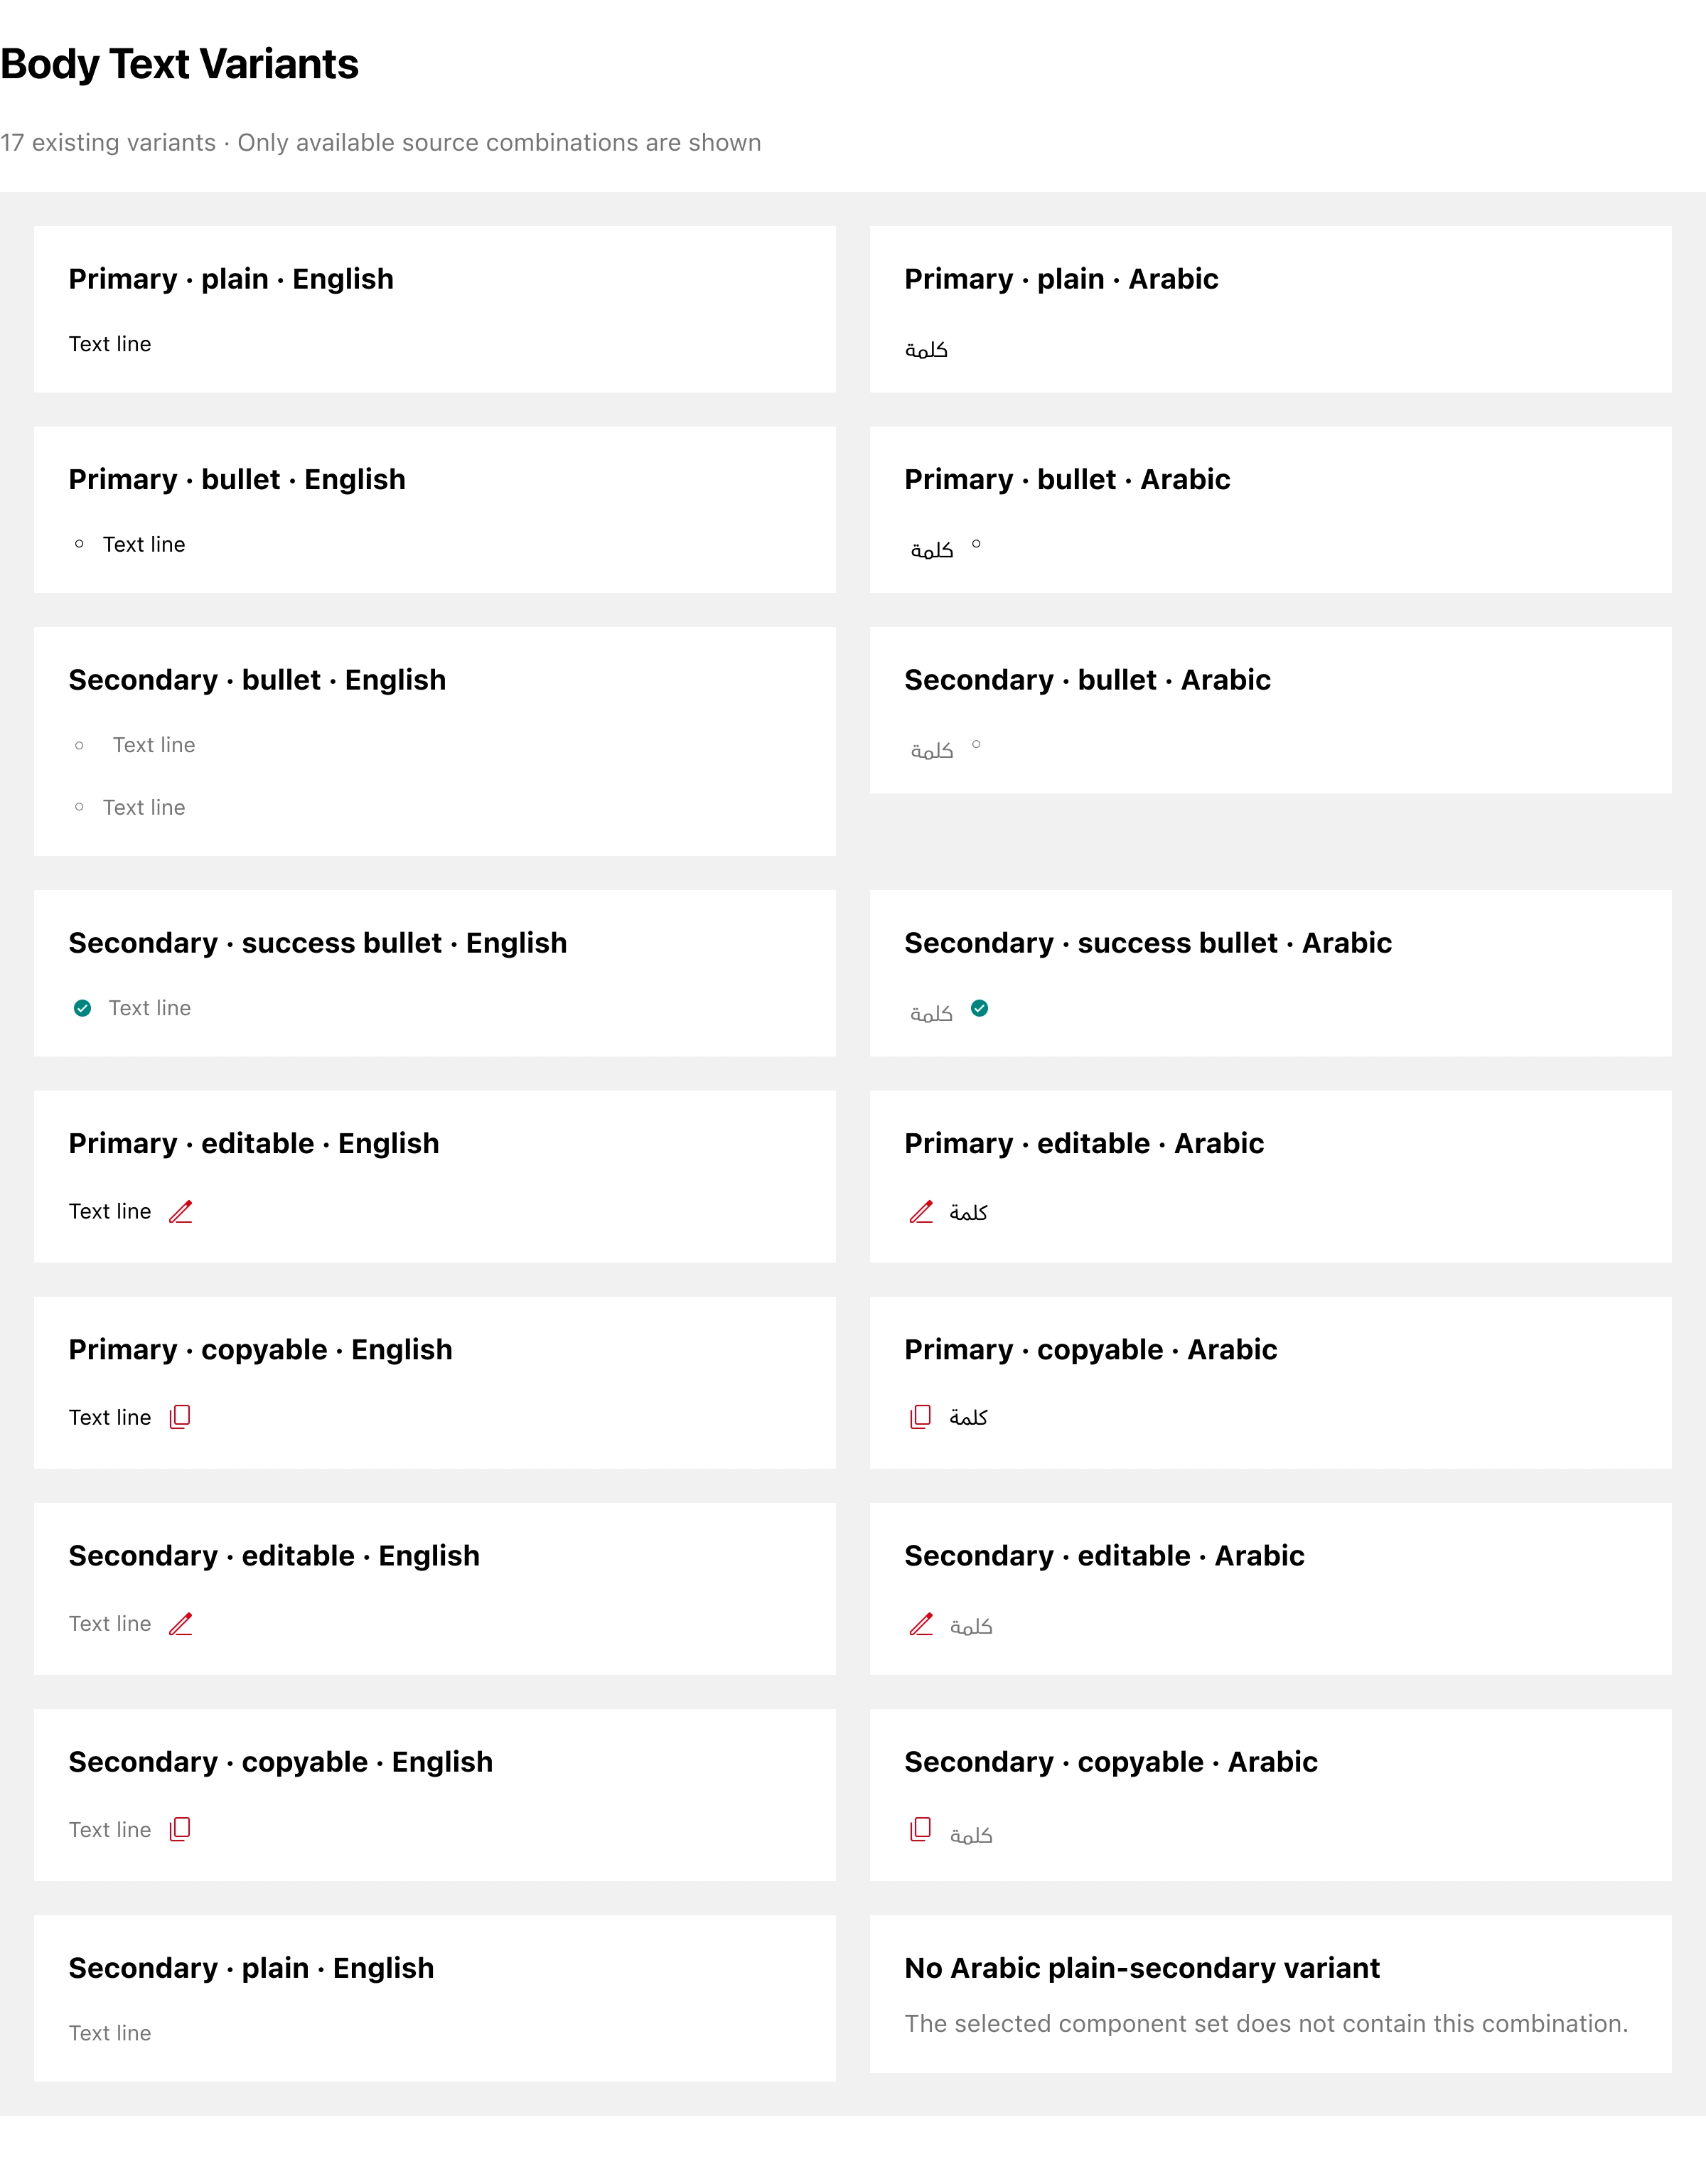 Body Text Variants
17 existing variants · Only available source combinations are shown
Primary · plain · English
Text line
Primary · plain · Arabic
كلمة
Primary · bullet · English
Text line
Primary · bullet · Arabic
كلمة
Secondary · bullet · English
Text line
Text line
Secondary · bullet · Arabic
كلمة
Secondary · success bullet · English
Text line
Secondary · success bullet · Arabic
كلمة
Primary · editable · English
Text line
Primary · editable · Arabic
كلمة
Primary · copyable · English
Text line
Primary · copyable · Arabic
كلمة
Secondary · editable · English
Text line
Secondary · editable · Arabic
كلمة
Secondary · copyable · English
Text line
Secondary · copyable · Arabic
كلمة
Secondary · plain · English
Text line
No Arabic plain-secondary variant
The selected component set does not contain this combination.